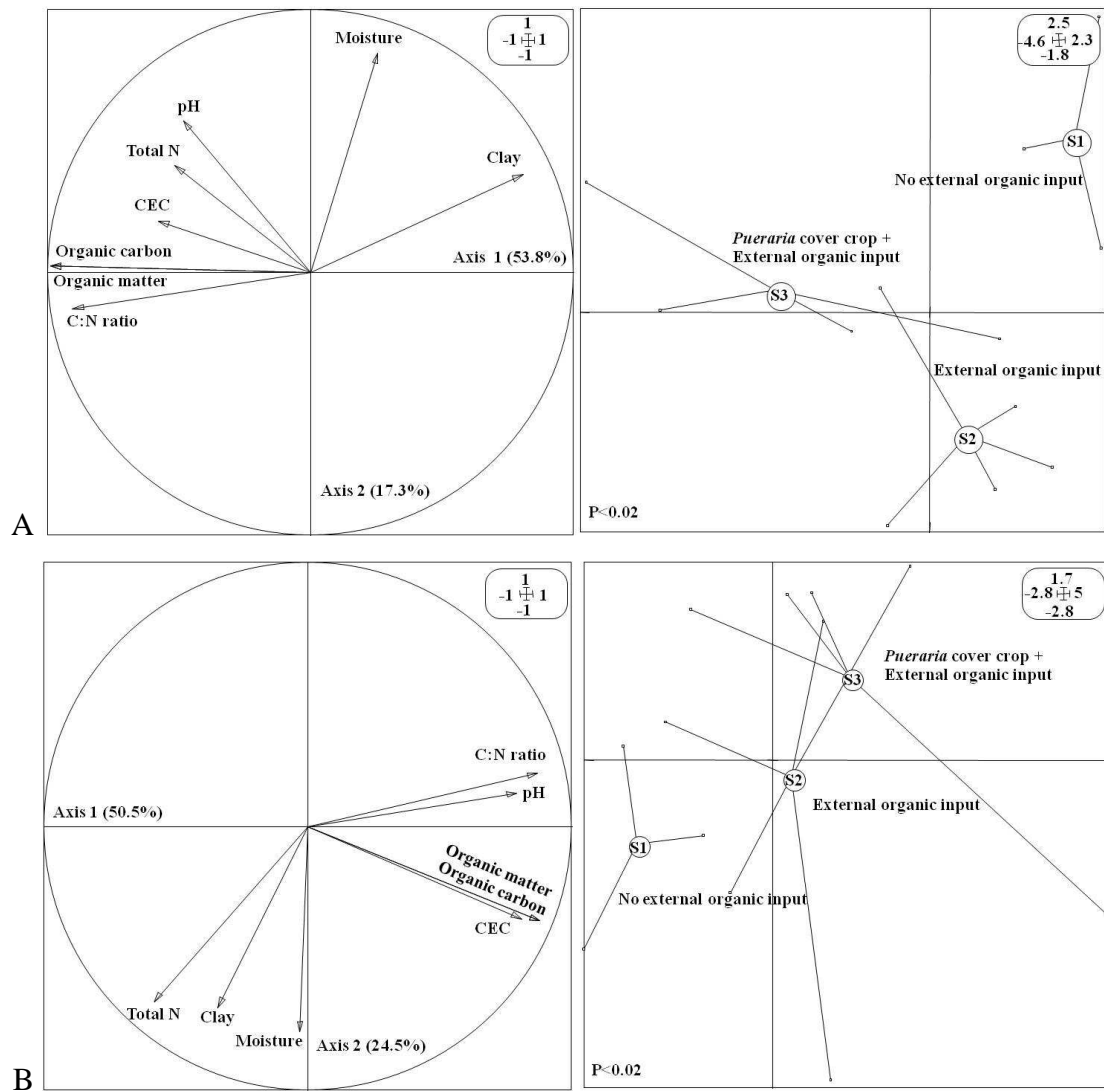 1
-1 1
-1
Moisture
pH
Total N
Clay
CEC
Organic carbon
Axis 1 (53.8%)
Organic matter
C:N ratio
Axis 2 (17.3%)
2.5
-4.6 2.3
-1.8
S1
No external organic input
Pueraria cover crop +
External organic input
S3
External organic input
S2
P<0.02
A
1
-1 1
-1
C:N ratio
pH
Axis 1 (50.5%)
Organic matter
Organic carbon
CEC
Total N
Clay
Moisture
Axis 2 (24.5%)
1.7
-2.8 5
-2.8
Pueraria cover crop +
External organic input
S3
S2
External organic input
S1
No external organic input
P<0.02
B